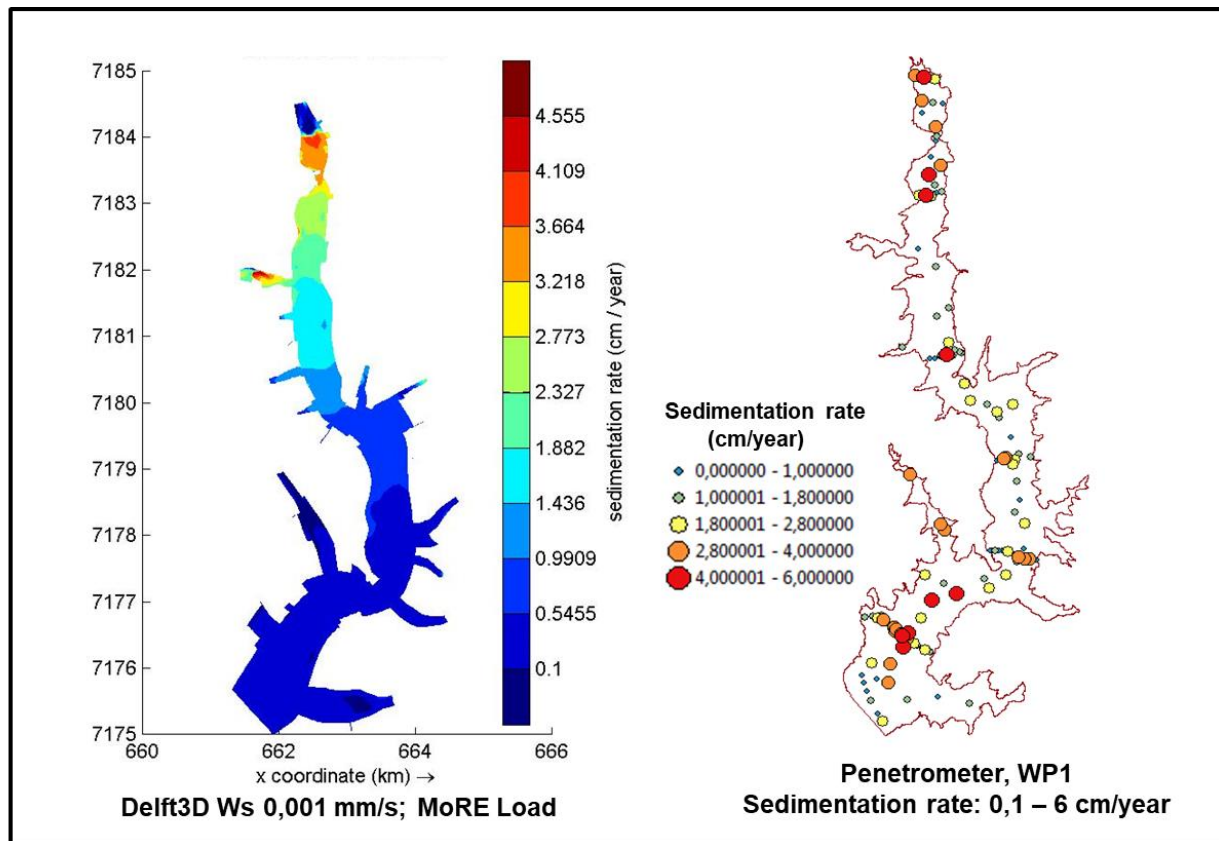 7185
7184
7183
7182
7181
7180
7179
7178
7177
7176
7175
660
662
664
666
x coordinate (km) →
4.555
4.109
3.664
3.218
2.773
2.327
1.882
1.436
0.9909
0.5455
0.1
sedimentation rate (cm / year)
Delft3D Ws 0,001 mm/s; MoRE Load
Sedimentation rate
(cm/year)
0,000000 - 1,000000
1,000001 - 1,800000
1,800001 - 2,800000
2,800001 - 4,000000
4,000001 - 6,000000
Penetrometer, WP1
Sedimentation rate: 0,1 – 6 cm/year